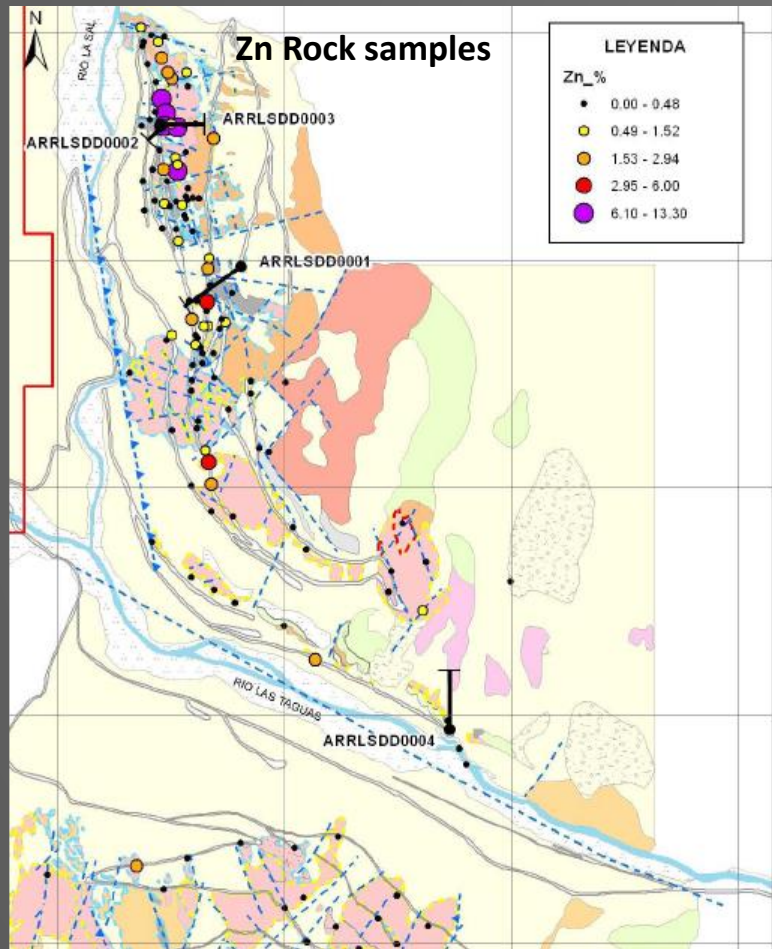 Zn Rock samples
N
RIO LA SAL
LEYENDA
Zn_%
0.00 - 0.48
0.49 - 1.52
1.53 - 2.94
2.95 - 6.00
6.10 - 13.30
ARRLSDD0003
ARRLSDD0002
ARRLSDD0001
RIO LAS TAGUAS
ARRLSDD0004